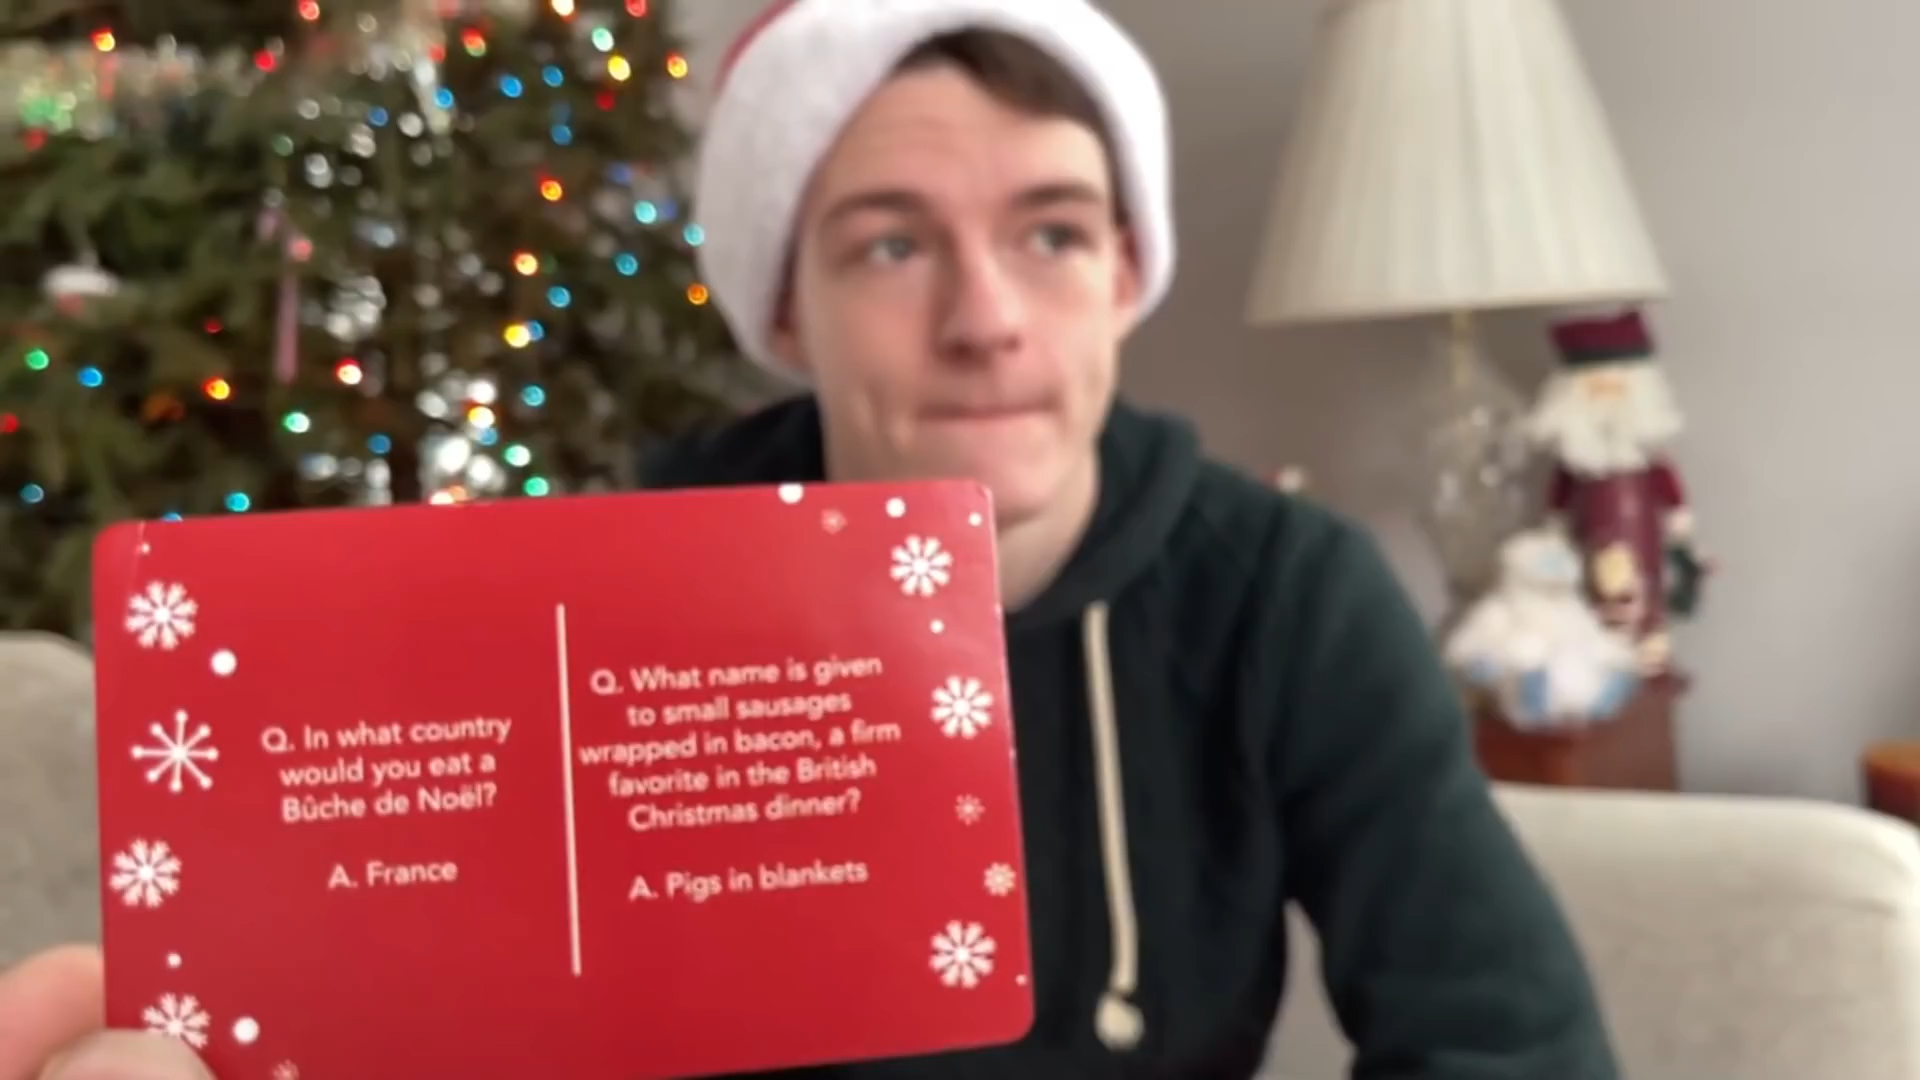 Q. In what country
would you eat a
Bûche de Noël?
A. France
Q. What name is given
to small sausages
wrapped in bacon, a firm
favorite in the British
Christmas dinner?
A. Pigs in blankets